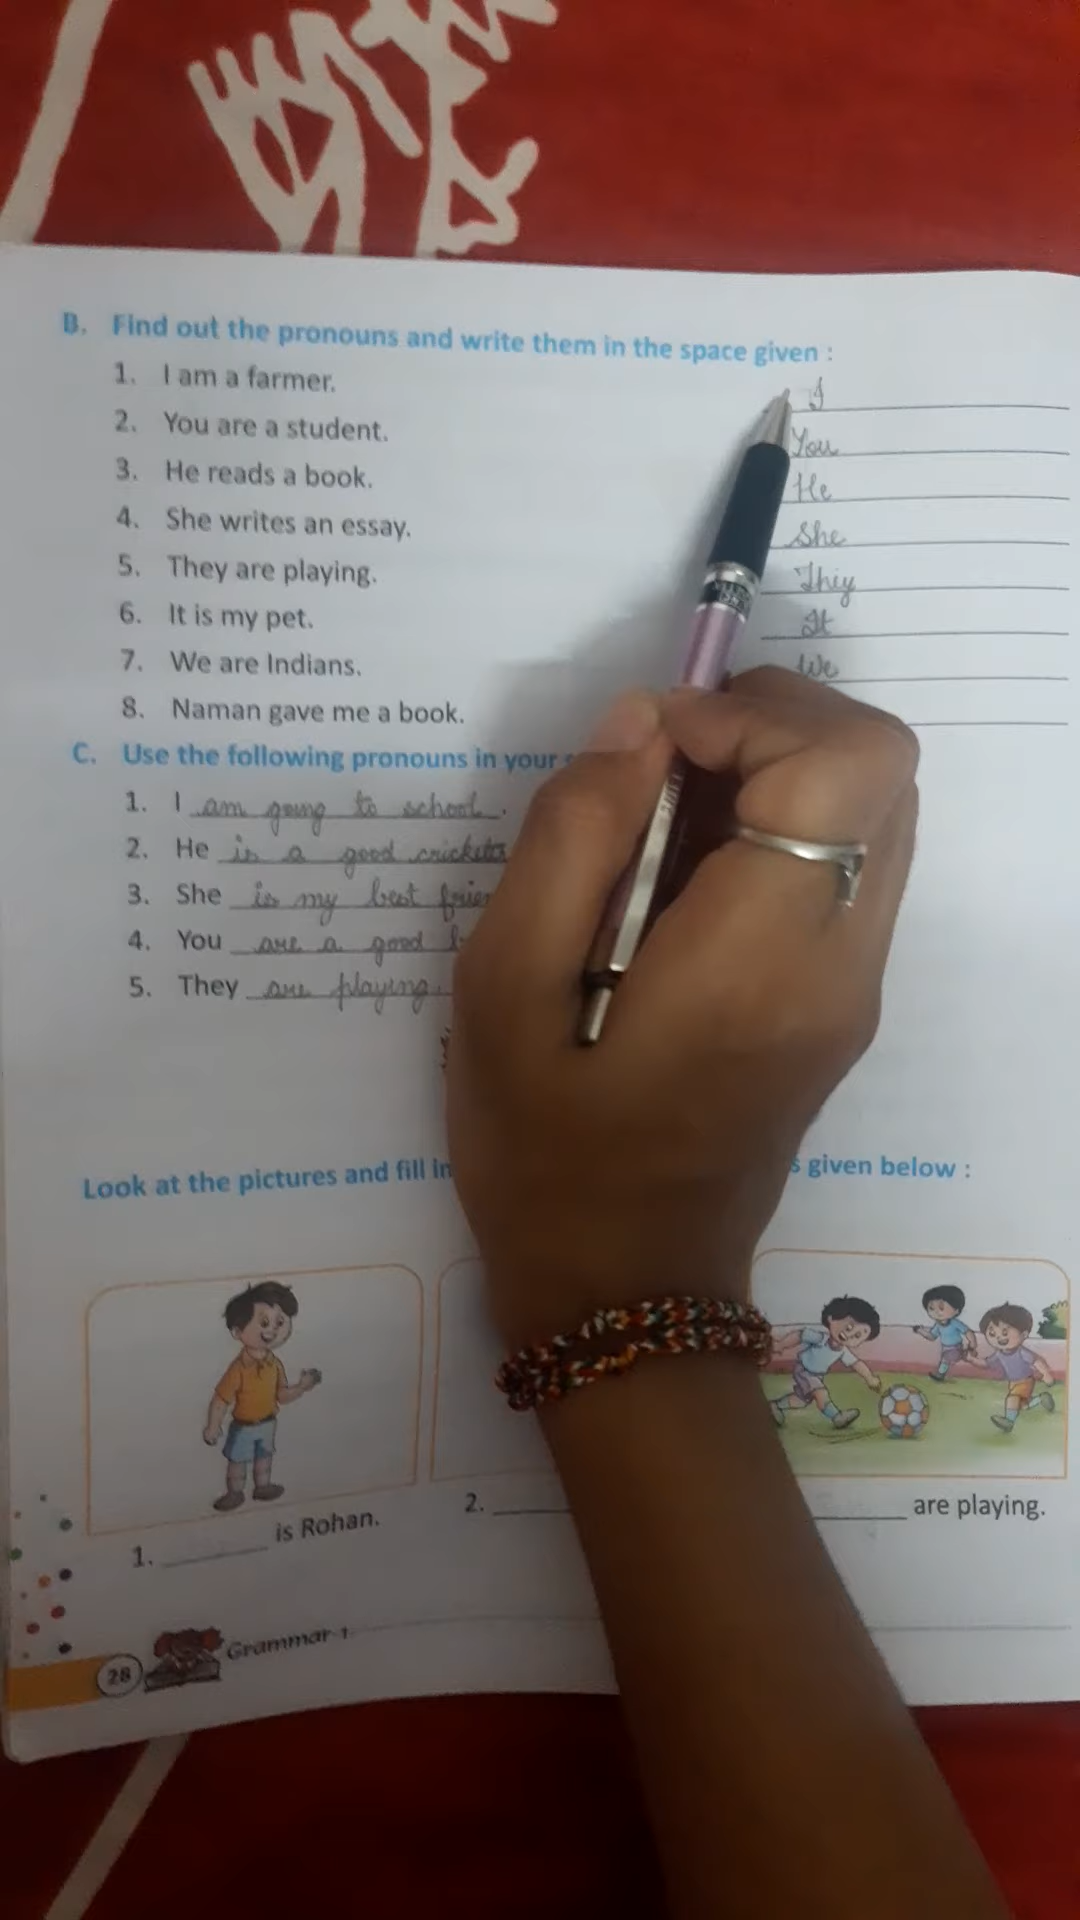 B. Find out the pronouns and write them in the space given :
1. I am a farmer. I
2. You are a student. You
3. He reads a book. He
4. She writes an essay. She
5. They are playing. They
6. It is my pet. It
7. We are Indians. We
8. Naman gave me a book.
C. Use the following pronouns in your
1. I am going to school.
2. He is a good cricketer
3. She is my best
4. You are a good
5. They are playing.
Look at the pictures and fill in given below :
1. is Rohan.
2.
are playing.
28 Grammar-1